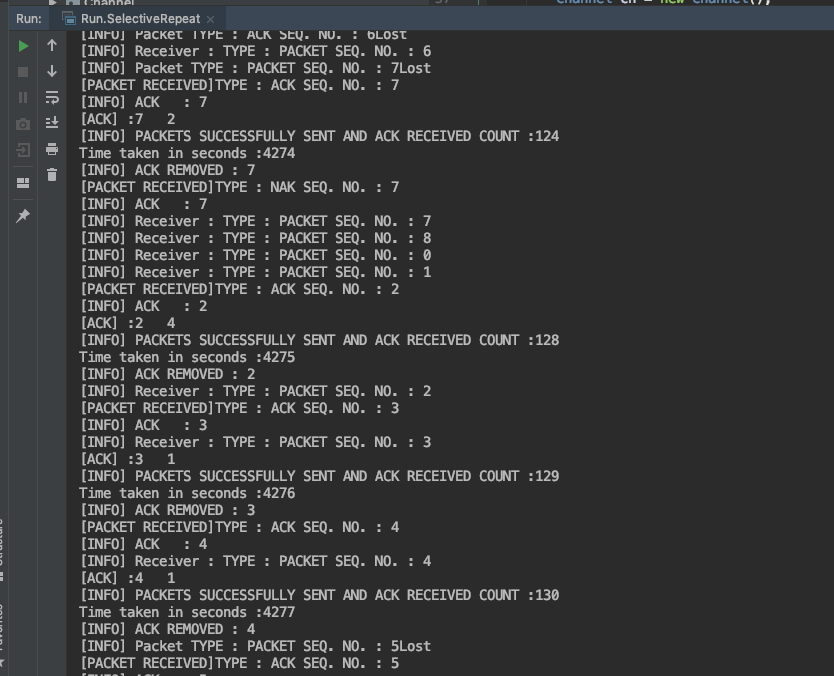 Channel
channel ch = new Channel();
Run: Run.SelectiveRepeat
[INFO] Packet TYPE : ACK SEQ. NO. : 6Lost
[INFO] Receiver : TYPE : PACKET SEQ. NO. : 6
[INFO] Packet TYPE : PACKET SEQ. NO. : 7Lost
[PACKET RECEIVED]TYPE : ACK SEQ. NO. : 7
[INFO] ACK   : 7
[ACK] :7   2
[INFO] PACKETS SUCCESSFULLY SENT AND ACK RECEIVED COUNT :124
Time taken in seconds :4274
[INFO] ACK REMOVED : 7
[PACKET RECEIVED]TYPE : NAK SEQ. NO. : 7
[INFO] ACK   : 7
[INFO] Receiver : TYPE : PACKET SEQ. NO. : 7
[INFO] Receiver : TYPE : PACKET SEQ. NO. : 8
[INFO] Receiver : TYPE : PACKET SEQ. NO. : 0
[INFO] Receiver : TYPE : PACKET SEQ. NO. : 1
[PACKET RECEIVED]TYPE : ACK SEQ. NO. : 2
[INFO] ACK   : 2
[ACK] :2   4
[INFO] PACKETS SUCCESSFULLY SENT AND ACK RECEIVED COUNT :128
Time taken in seconds :4275
[INFO] ACK REMOVED : 2
[INFO] Receiver : TYPE : PACKET SEQ. NO. : 2
[PACKET RECEIVED]TYPE : ACK SEQ. NO. : 3
[INFO] ACK   : 3
[INFO] Receiver : TYPE : PACKET SEQ. NO. : 3
[ACK] :3   1
[INFO] PACKETS SUCCESSFULLY SENT AND ACK RECEIVED COUNT :129
Time taken in seconds :4276
[INFO] ACK REMOVED : 3
[PACKET RECEIVED]TYPE : ACK SEQ. NO. : 4
[INFO] ACK   : 4
[INFO] Receiver : TYPE : PACKET SEQ. NO. : 4
[ACK] :4   1
[INFO] PACKETS SUCCESSFULLY SENT AND ACK RECEIVED COUNT :130
Time taken in seconds :4277
[INFO] ACK REMOVED : 4
[INFO] Packet TYPE : PACKET SEQ. NO. : 5Lost
[PACKET RECEIVED]TYPE : ACK SEQ. NO. : 5